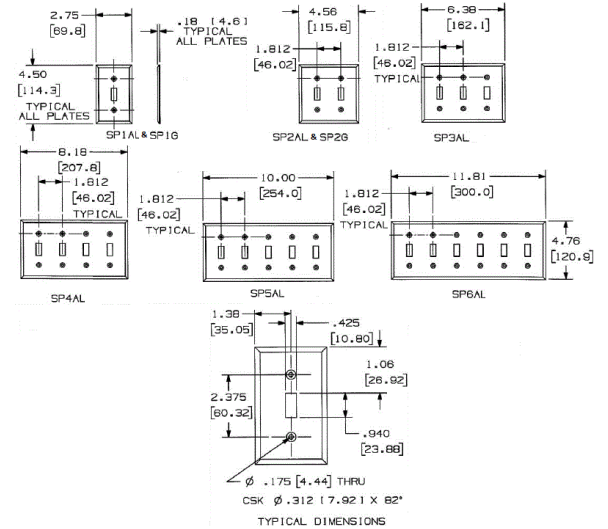 2.75
[69.8]
.18 [4.6]
TYPICAL
ALL PLATES
4.50
[114.3]
TYPICAL
ALL PLATES
SP1AL & SP1G
4.56
[115.8]
1.812
[46.02]
SP2AL & SP2G
6.38
[162.1]
1.812
[46.02]
TYPICAL
SP3AL
8.18
[207.8]
1.812
[46.02]
TYPICAL
SP4AL
10.00
[254.0]
1.812
[46.02]
TYPICAL
SP5AL
11.81
[300.0]
1.812
[46.02]
TYPICAL
4.76
[120.9]
SP6AL
1.38
[35.05]
.425
[10.80]
1.06
[26.92]
2.375
[60.32]
.940
[23.88]
Ø .175 [4.44] THRU
CSK Ø .312 [7.92] X 82°
TYPICAL DIMENSIONS